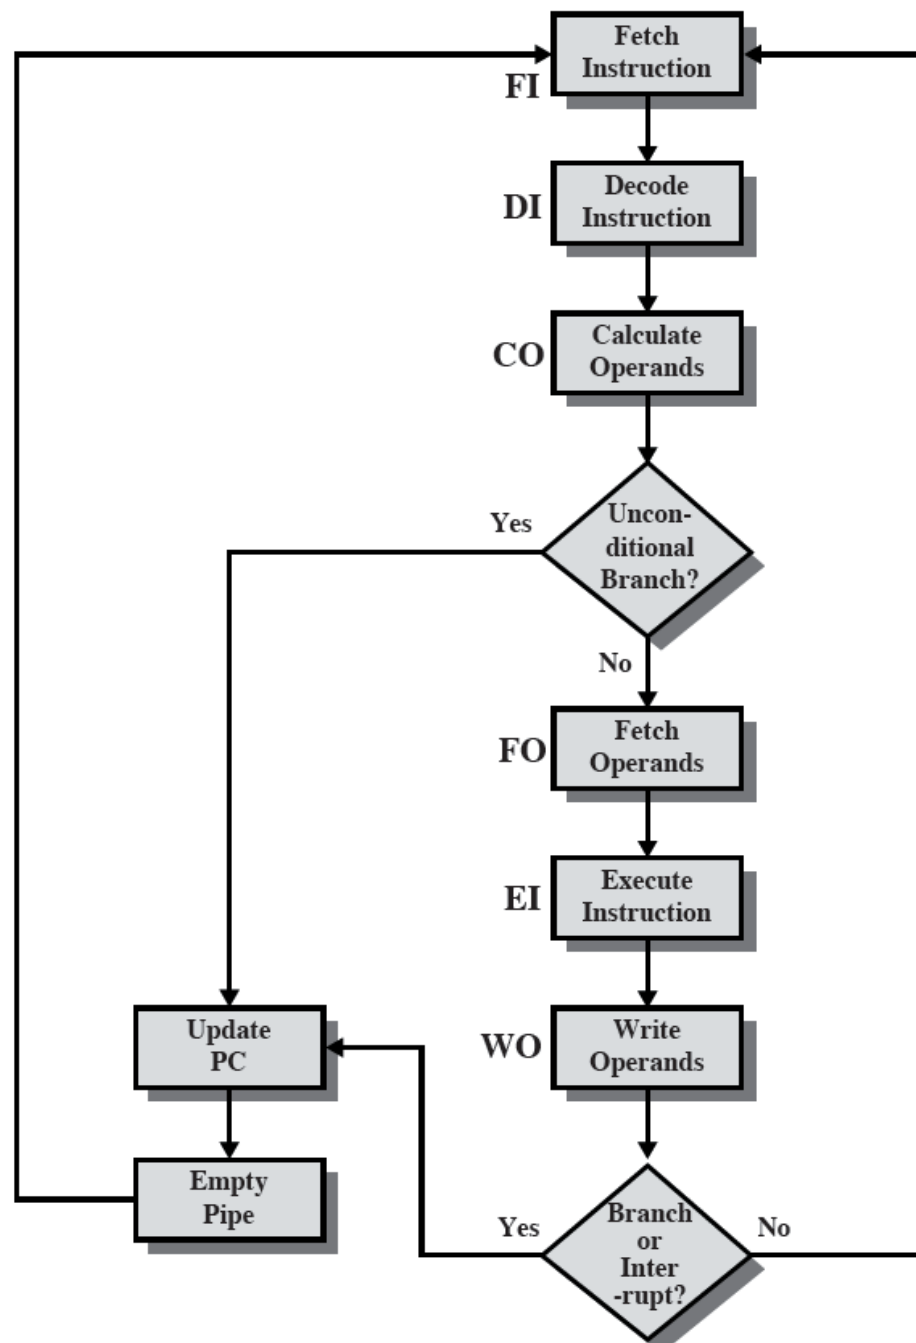 Fetch
Instruction
FI
Decode
Instruction
DI
Calculate
Operands
CO
Uncon-
ditional
Branch?
Yes
No
Fetch
Operands
FO
Execute
Instruction
EI
Update
PC
Write
Operands
WO
Empty
Pipe
Yes
Branch
or
Inter
-rupt?
No